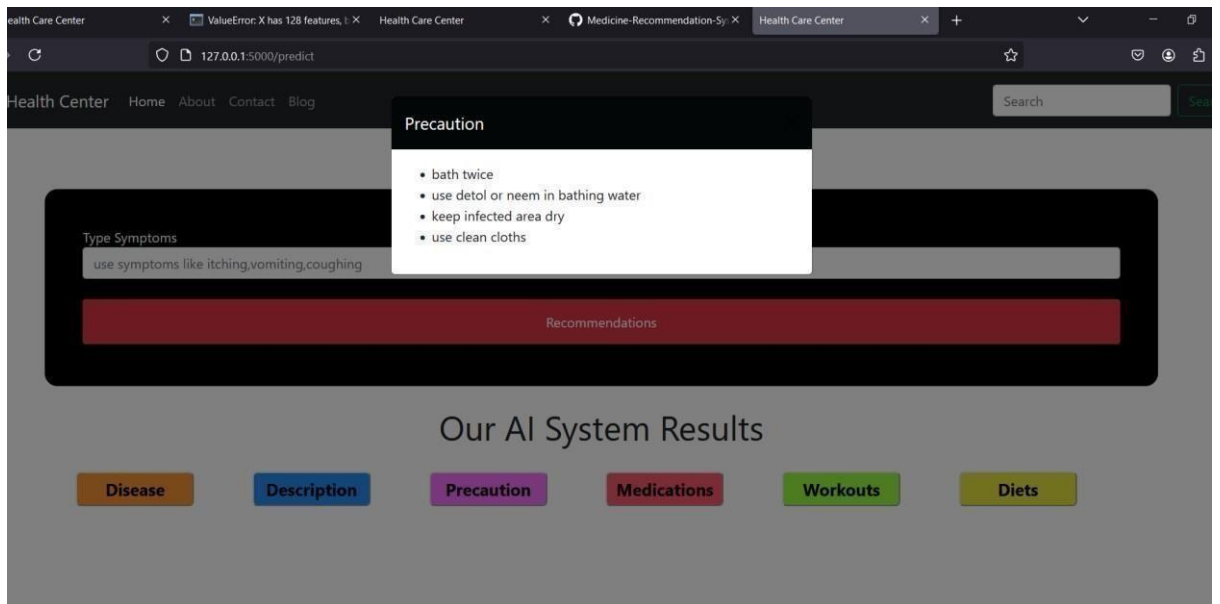 ealth Care Center
ValueError: X has 128 features, b
Health Care Center
Medicine-Recommendation-Sy
Health Care Center
127.0.0.1:5000/predict
Health Center Home About Contact Blog
Search
Sea
Precaution
• bath twice
• use detol or neem in bathing water
• keep infected area dry
• use clean cloths
Type Symptoms
use symptoms like itching,vomiting,coughing
Recommendations
Our AI System Results
Disease Description Precaution Medications Workouts Diets